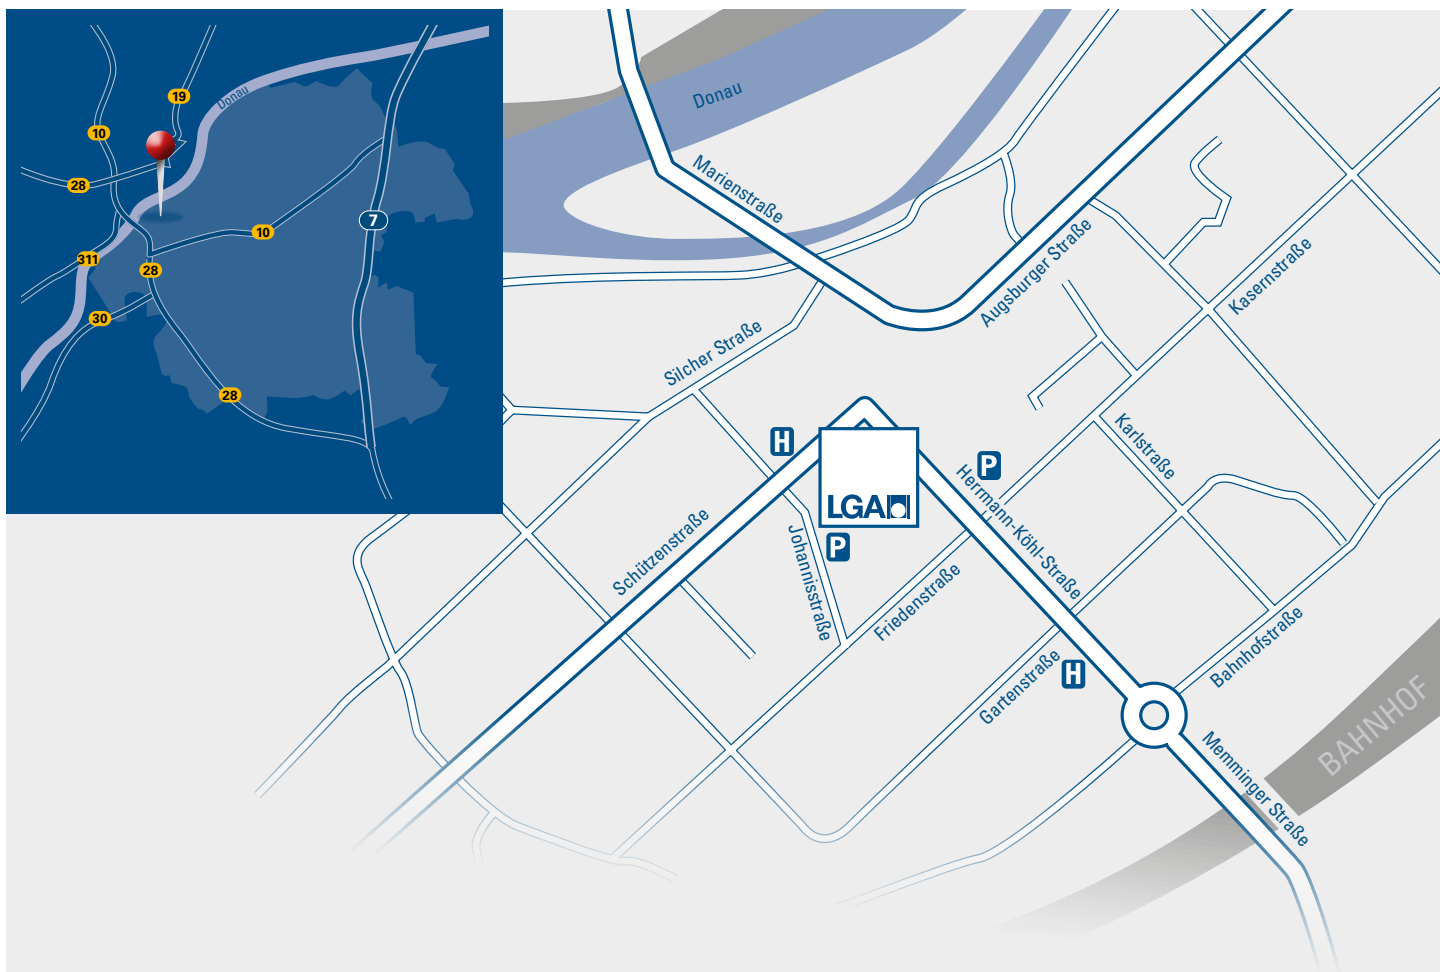 19
Donau
10
28
10
7
311
28
30
28
Donau
Marienstraße
Augsburger Straße
Kasernstraße
Silcher Straße
Karlstraße
H
P
Herrmann-Köhl-Straße
LGA
Schützenstraße
Johannisstraße
P
Friedenstraße
Gartenstraße
H
Bahnhofstraße
BAHNHOF
Memminger Straße